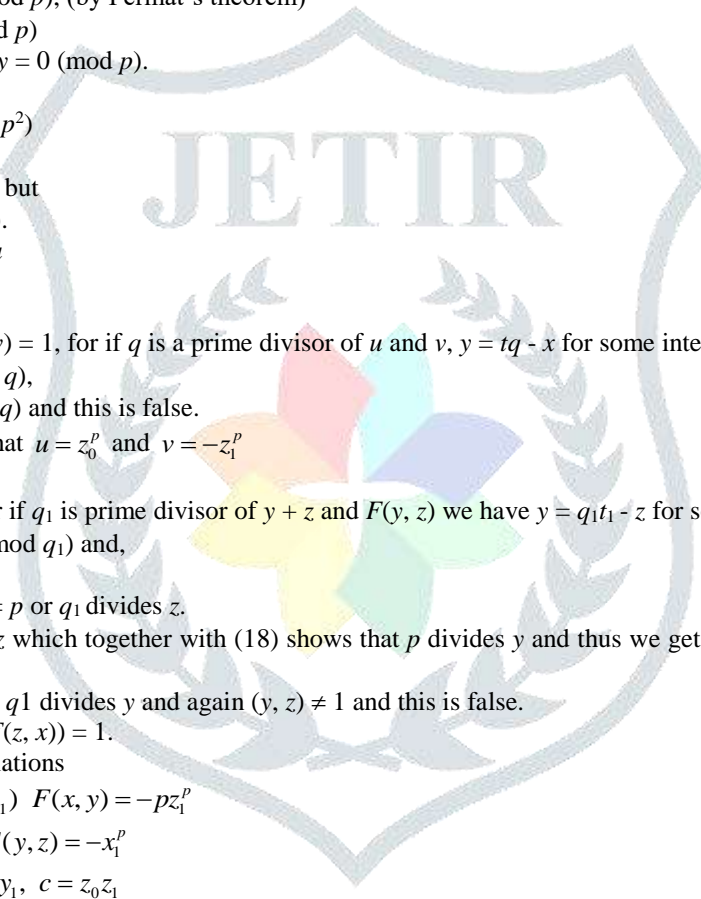 od p), (by Fermat's theorem)
d p)
y = 0 (mod p).
p²)
JETIR
but
.
) = 1, for if q is a prime divisor of u and v, y = tq - x for some inte
q),
q) and this is false.
hat u = z₀ᵖ and v = −z₁ᵖ
if q₁ is prime divisor of y + z and F(y, z) we have y = q₁t₁ - z for s
mod q₁) and,
p or q₁ divides z.
z which together with (18) shows that p divides y and thus we get
q1 divides y and again (y, z) ≠ 1 and this is false.
(z, x)) = 1.
ations
₁) F(x, y) = −pz₁ᵖ
(y, z) = −x₁ᵖ
y₁, c = z₀z₁